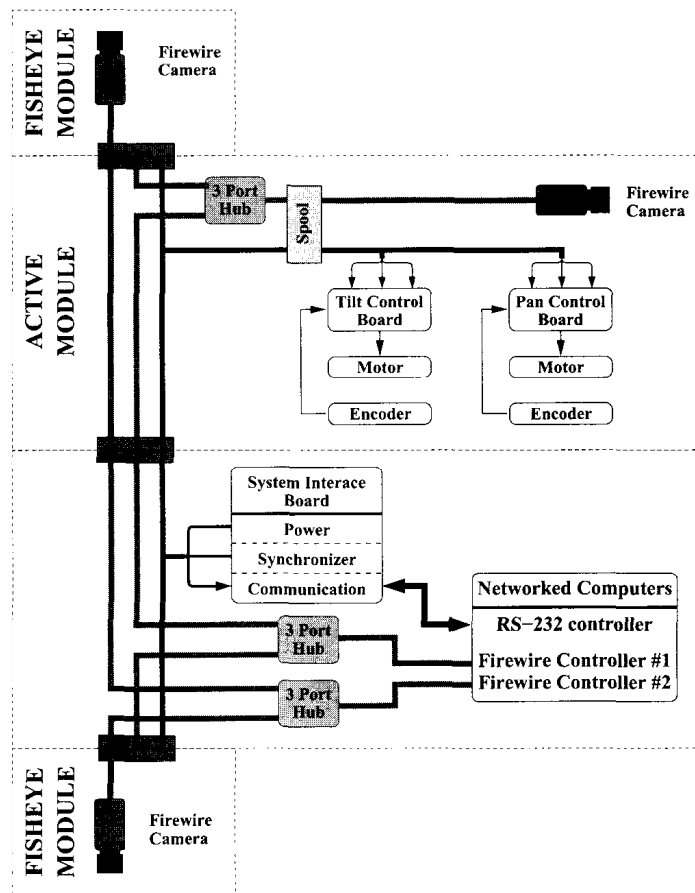 FISHEYE
MODULE
Firewire
Camera
ACTIVE
MODULE
3 Port
Hub
Spool
Firewire
Camera
Tilt Control
Board
Pan Control
Board
Motor
Motor
Encoder
Encoder
System Interace
Board
Power
Synchronizer
Communication
Networked Computers
RS-232 controller
Firewire Controller #1
Firewire Controller #2
3 Port
Hub
3 Port
Hub
FISHEYE
MODULE
Firewire
Camera